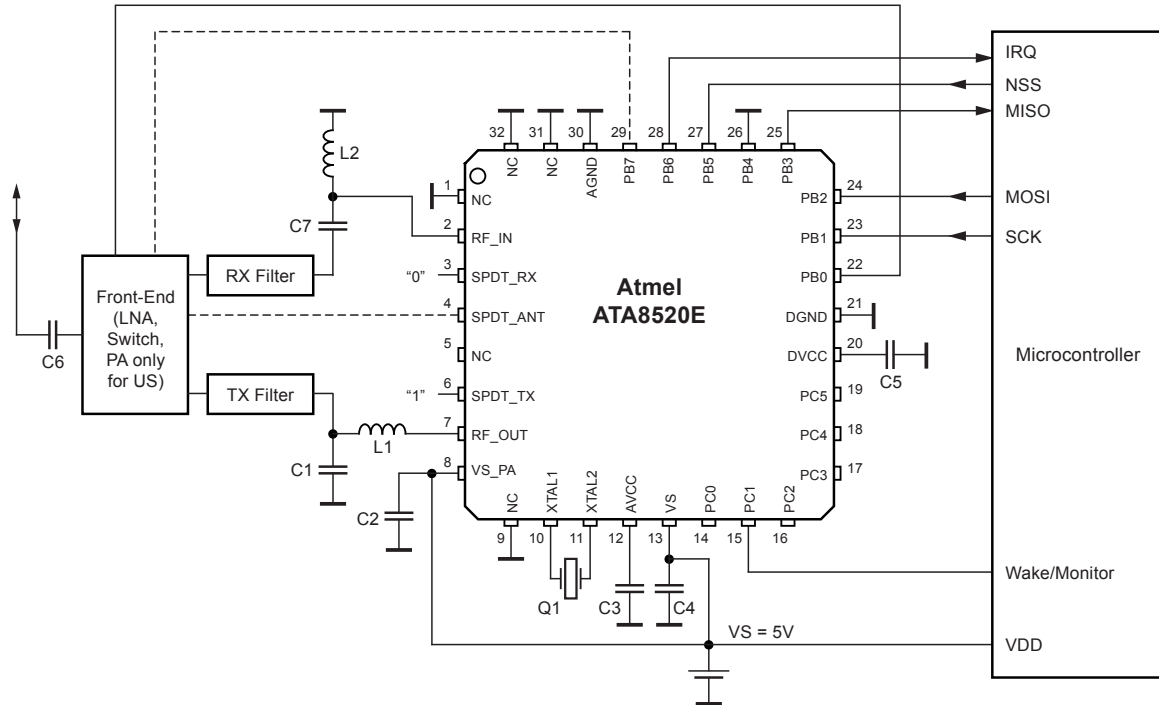 IRQ
NSS
MISO
MOSI
SCK
Microcontroller
Wake/Monitor
VDD
32
31
30
29
28
27
26
25
NC
NC
AGND
PB7
PB6
PB5
PB4
PB3
L2
C7
RX Filter
Front-End
(LNA,
Switch,
PA only
for US)
C6
TX Filter
C1
L1
C2
"0"
"1"
1
NC
2
RF_IN
3
SPDT_RX
4
SPDT_ANT
5
NC
6
SPDT_TX
7
RF_OUT
8
VS_PA
Atmel
ATA8520E
PB2
24
PB1
23
PB0
22
DGND
21
DVCC
20
PC5
19
PC4
18
PC3
17
C5
NC
XTAL1
XTAL2
AVCC
VS
PC0
PC1
PC2
9
10
11
12
13
14
15
16
Q1
C3
C4
VS = 5V